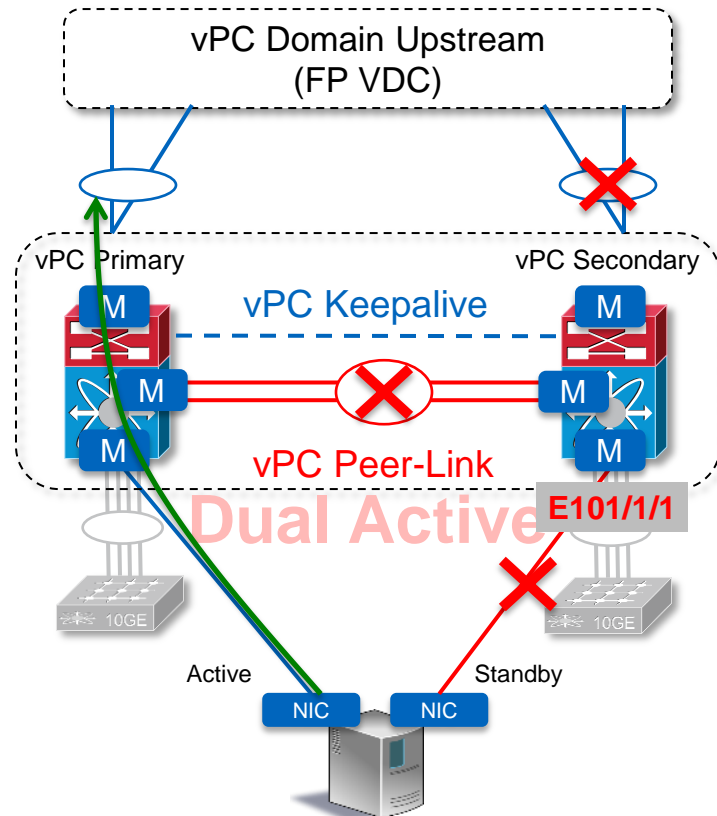 vPC Domain Upstream
(FP VDC)
vPC Primary
vPC Secondary
M
M
vPC Keepalive
M
M
M
M
vPC Peer-Link
Dual Active
E101/1/1
10GE
10GE
Active
Standby
NIC
NIC